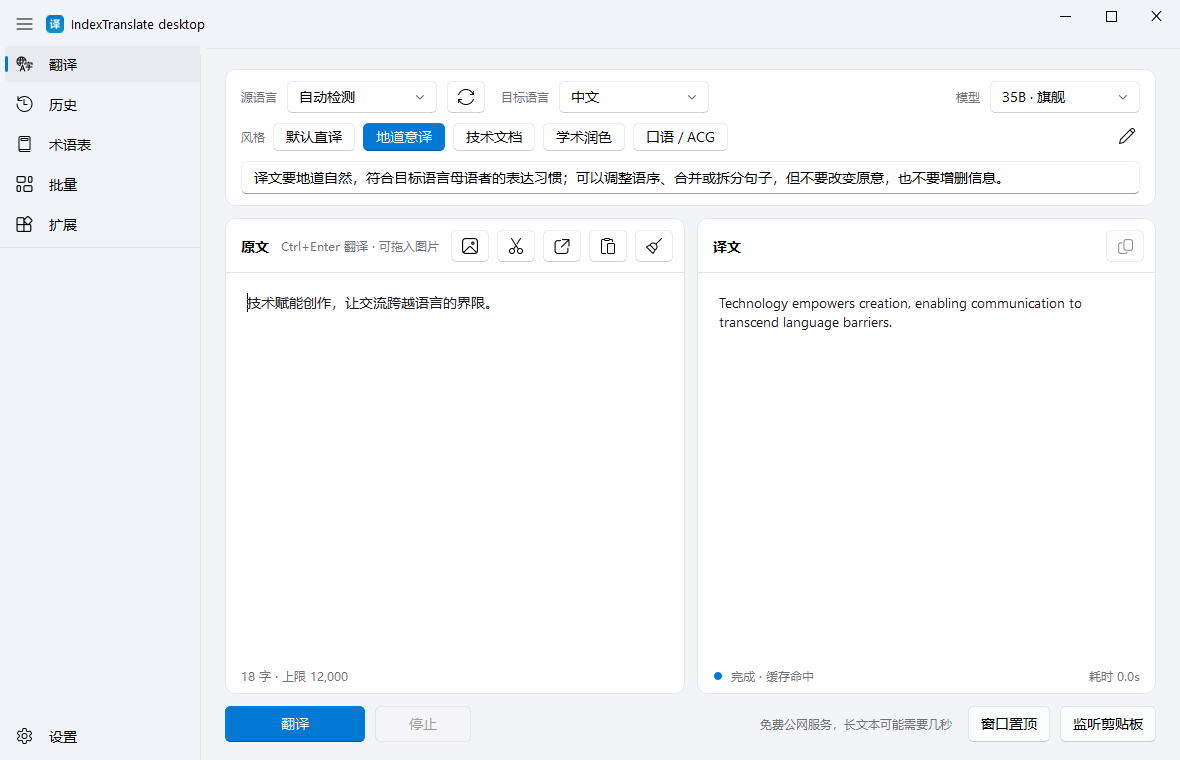 译 IndexTranslate desktop
翻译
历史
术语表
批量
扩展
设置
源语言 自动检测 目标语言 中文 模型 35B · 旗舰
风格 默认直译 地道意译 技术文档 学术润色 口语 / ACG
译文要地道自然，符合目标语言母语者的表达习惯；可以调整语序、合并或拆分句子，但不要改变原意，也不要增删信息。
原文 Ctrl+Enter 翻译 · 可拖入图片
技术赋能创作，让交流跨越语言的界限。
18 字 · 上限 12,000
译文
Technology empowers creation, enabling communication to
transcend language barriers.
完成 · 缓存命中 耗时 0.0s
翻译 停止 免费公网服务，长文本可能需要几秒 窗口置顶 监听剪贴板